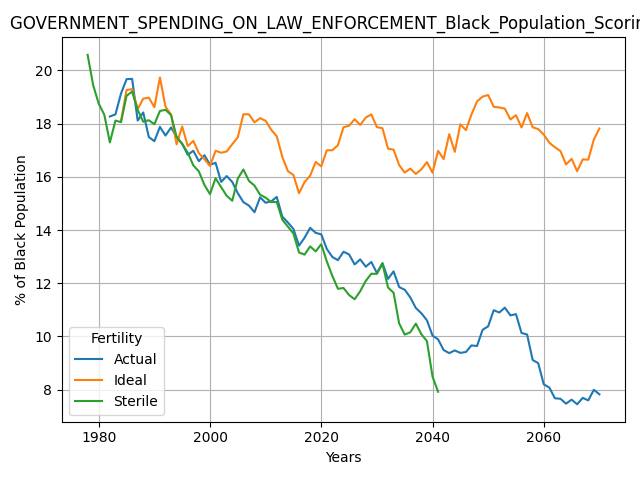 GOVERNMENT_SPENDING_ON_LAW_ENFORCEMENT_Black_Population_Scorin
% of Black Population
20
18
16
14
12
10
8
Fertility
Actual
Ideal
Sterile
1980 2000 2020 2040 2060
Years